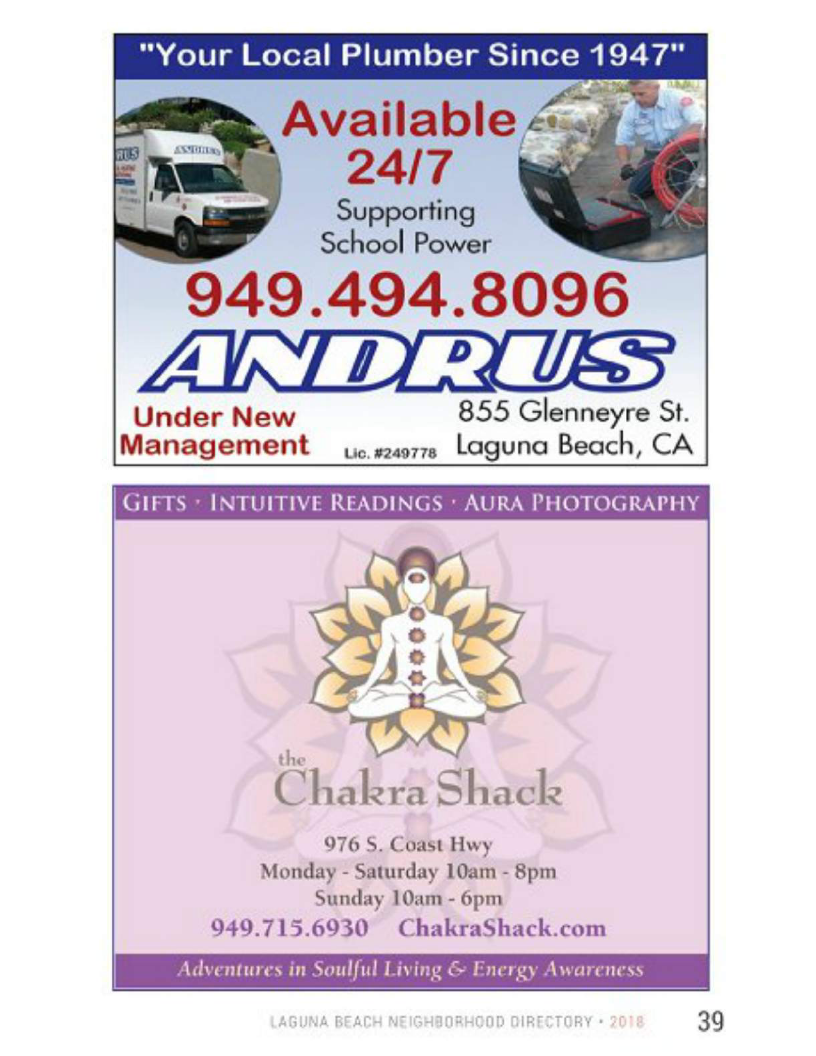 "Your Local Plumber Since 1947"
Available
24/7
Supporting
School Power
949.494.8096
ANDRUS
Under New
Management
Lic. #249778
855 Glenneyre St.
Laguna Beach, CA
ANDRUS
GIFTS · INTUITIVE READINGS · AURA PHOTOGRAPHY
the
Chakra Shack
976 S. Coast Hwy
Monday - Saturday 10am - 8pm
Sunday 10am - 6pm
949.715.6930 ChakraShack.com
Adventures in Soulful Living & Energy Awareness
LAGUNA BEACH NEIGHBORHOOD DIRECTORY • 2018 39